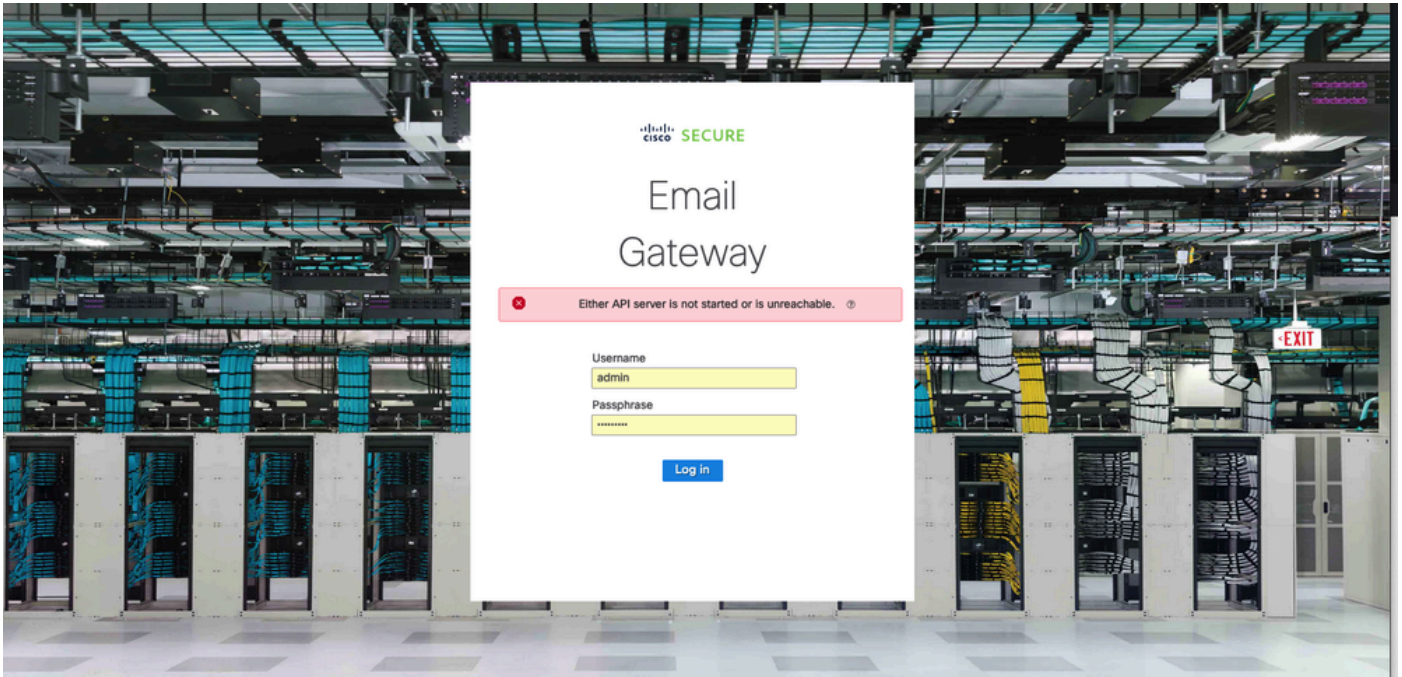 CISCO SECURE
Email
Gateway
Either API server is not started or is unreachable.
EXIT
Username
admin
Passphrase
Log in